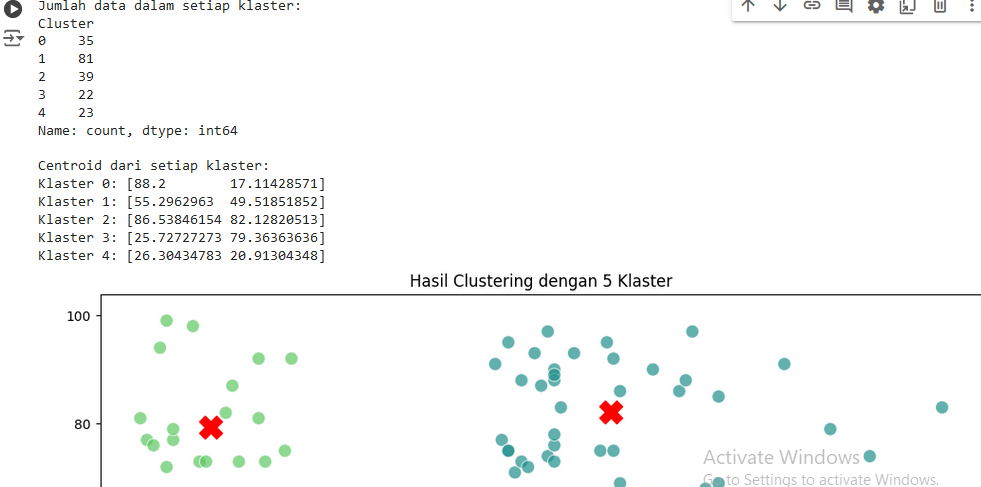 Jumlah data dalam setiap klaster:
Cluster
0    35
1    81
2    39
3    22
4    23
Name: count, dtype: int64
Centroid dari setiap klaster:
Klaster 0: [88.2        17.11428571]
Klaster 1: [55.2962963  49.51851852]
Klaster 2: [86.53846154 82.12820513]
Klaster 3: [25.72727273 79.36363636]
Klaster 4: [26.30434783 20.91304348]
Hasil Clustering dengan 5 Klaster
100
80
Activate Windows
Go to Settings to activate Windows.